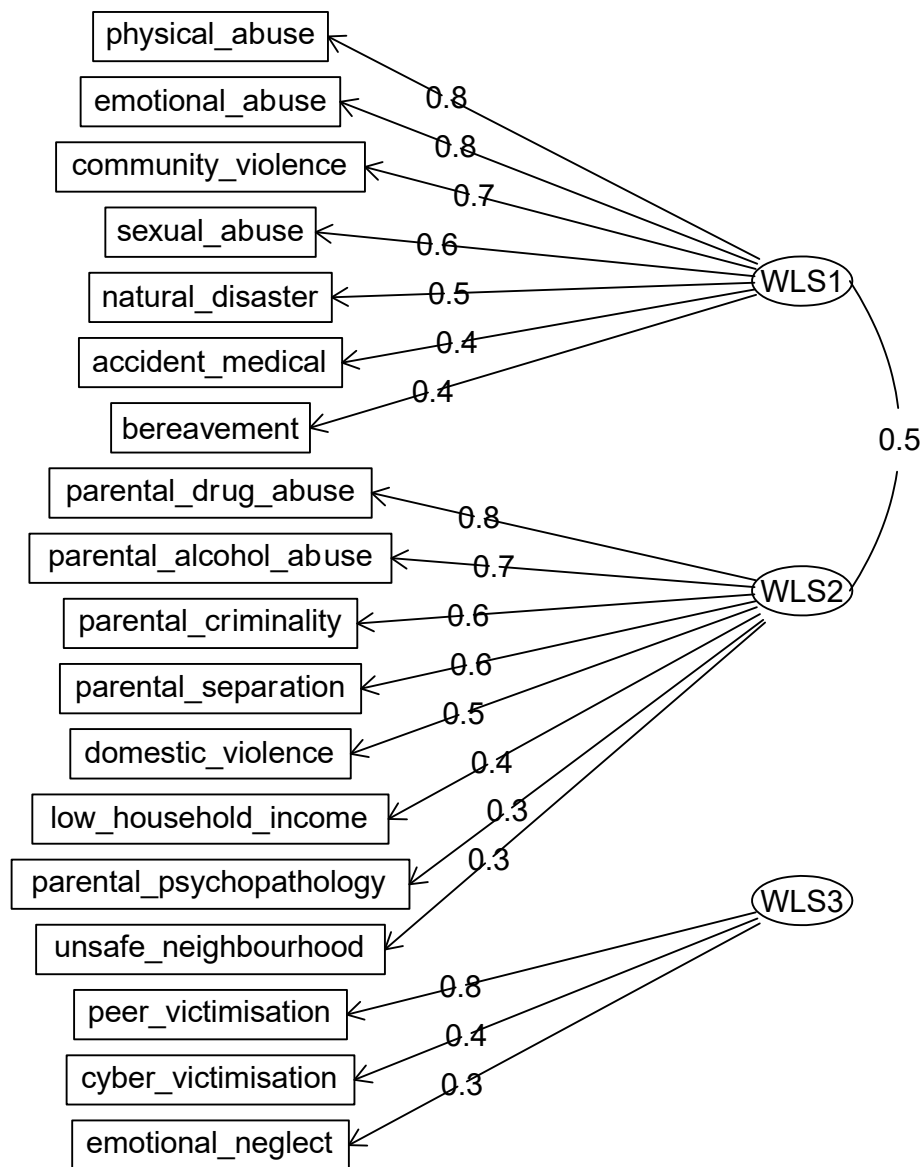 physical_abuse
0.8
emotional_abuse
0.8
community_violence
0.7
sexual_abuse
0.6
WLS1
natural_disaster
0.5
accident_medical
0.4
bereavement
0.4
0.5
parental_drug_abuse
0.8
parental_alcohol_abuse
0.7
WLS2
parental_criminality
0.6
parental_separation
0.6
domestic_violence
0.5
low_household_income
0.4
parental_psychopathology
0.3
unsafe_neighbourhood
0.3
WLS3
peer_victimisation
0.8
cyber_victimisation
0.4
emotional_neglect
0.3